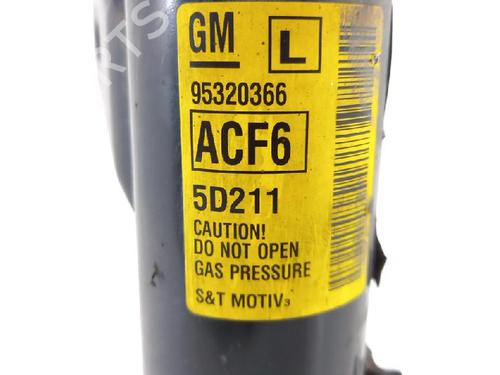 GM L
95320366
ACF6
5D211
CAUTION!
DO NOT OPEN
GAS PRESSURE
S&T MOTIV